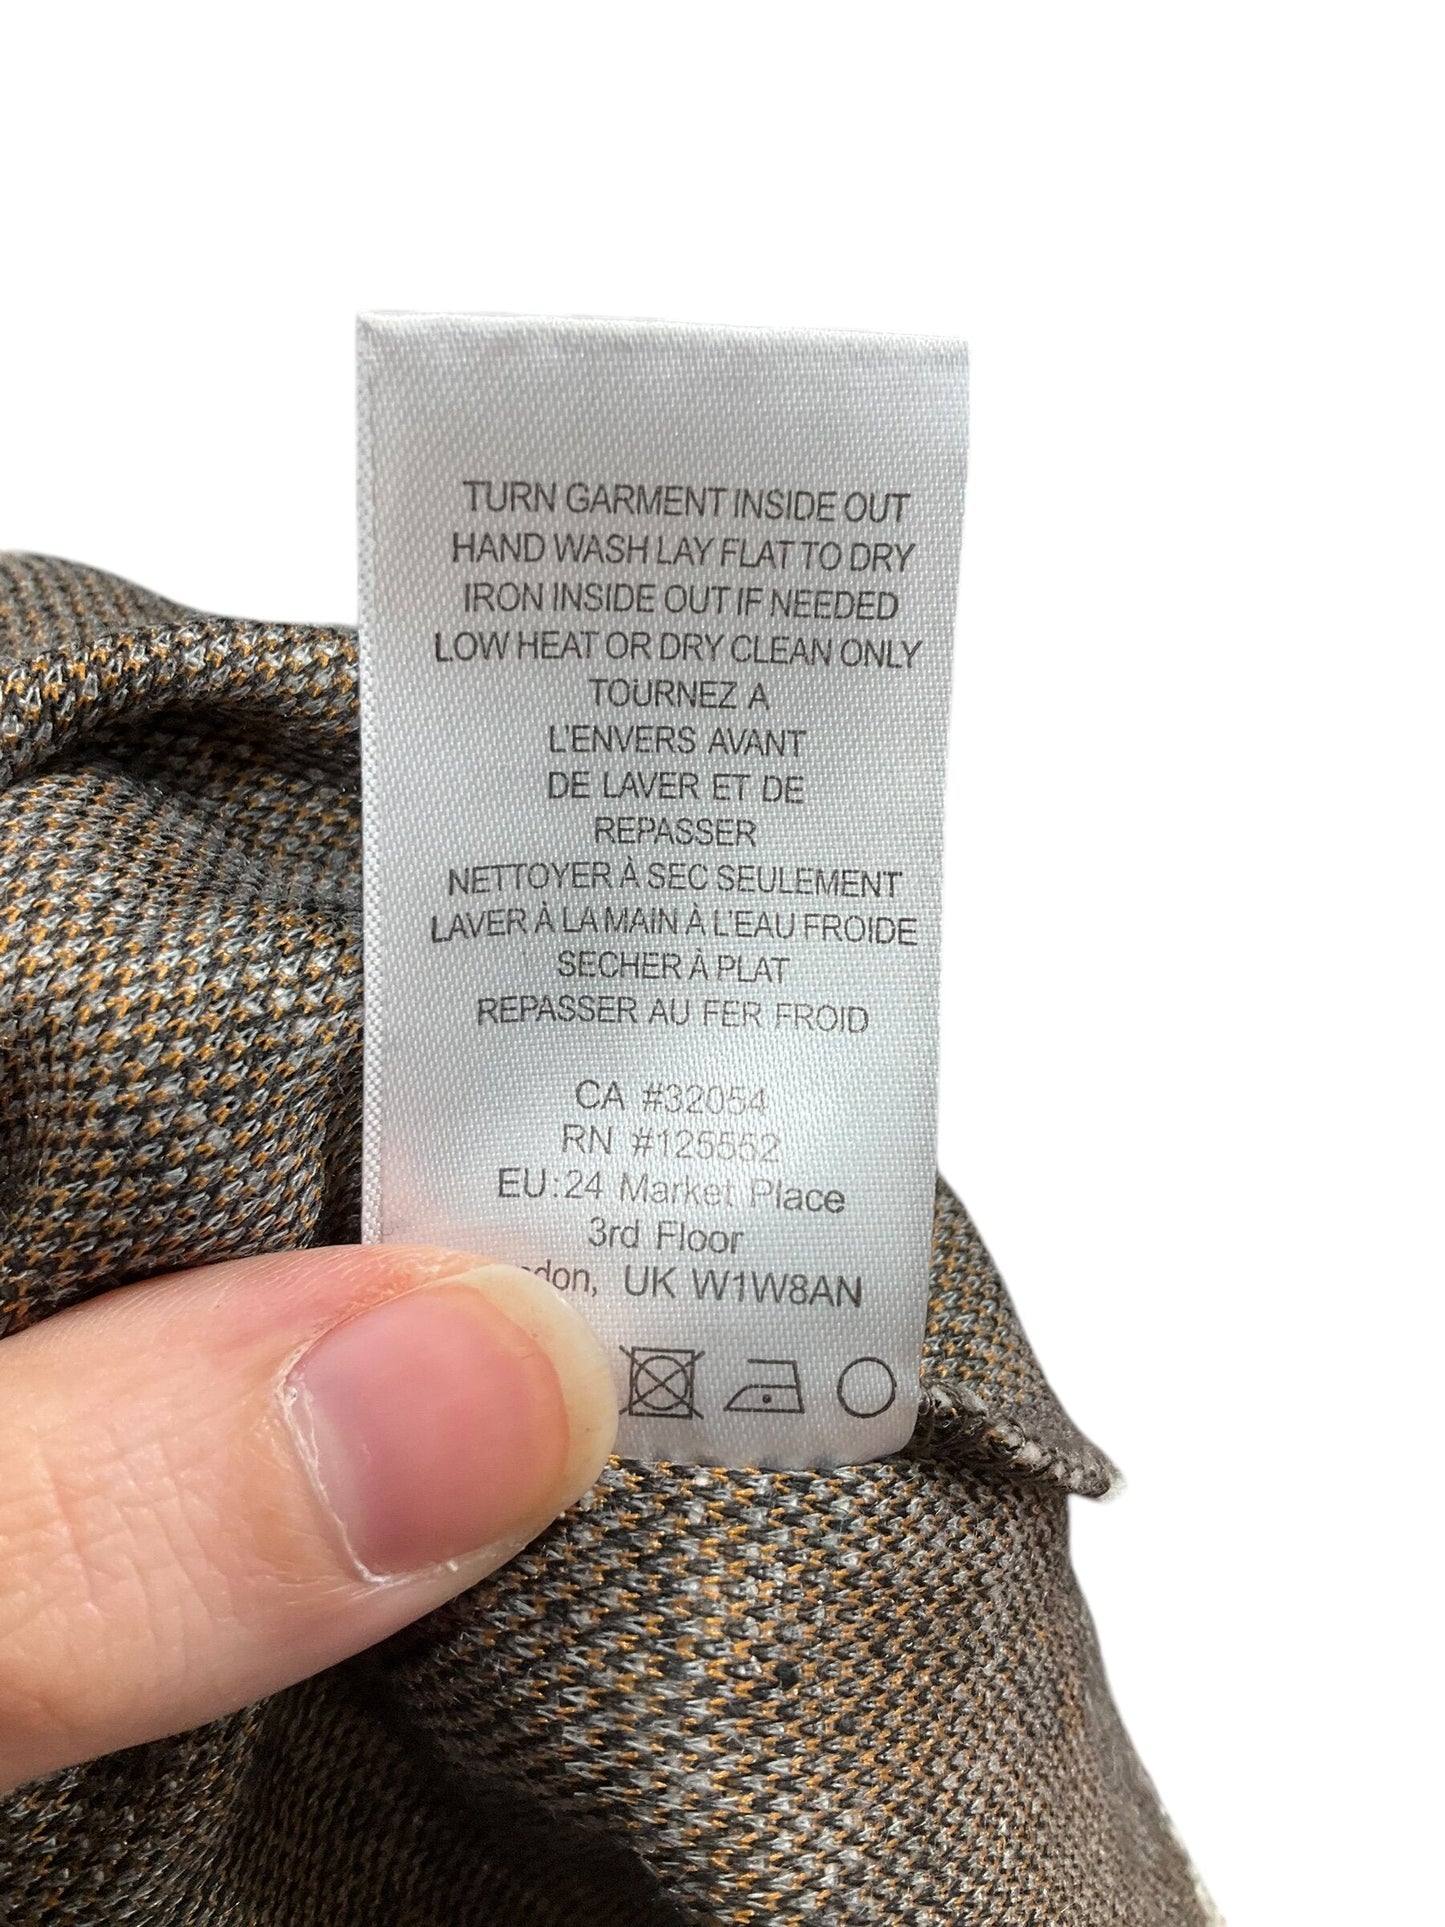 TURN GARMENT INSIDE OUT
HAND WASH LAY FLAT TO DRY
IRON INSIDE OUT IF NEEDED
LOW HEAT OR DRY CLEAN ONLY
TOURNEZ A
L'ENVERS AVANT
DE LAVER ET DE
REPASSER
NETTOYER À SEC SEULEMENT
LAVER À LA MAIN À L'EAU FROIDE
SECHER À PLAT
REPASSER AU FER FROID
CA #32054
RN #125552
EU:24 Market Place
3rd Floor
UK W1W8AN